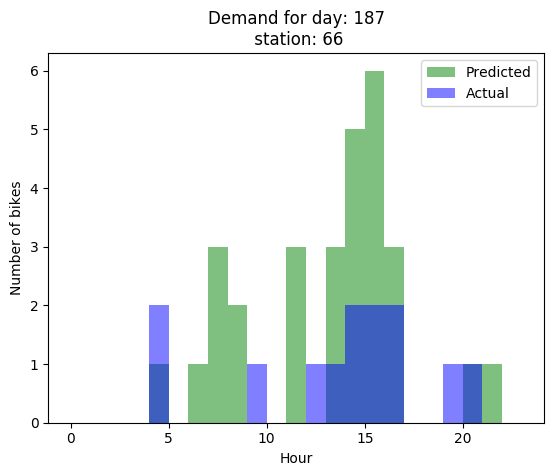 Demand for day: 187
station: 66
Predicted
Actual
Number of bikes
6
5
4
3
2
1
0
0
5
10
15
20
Hour